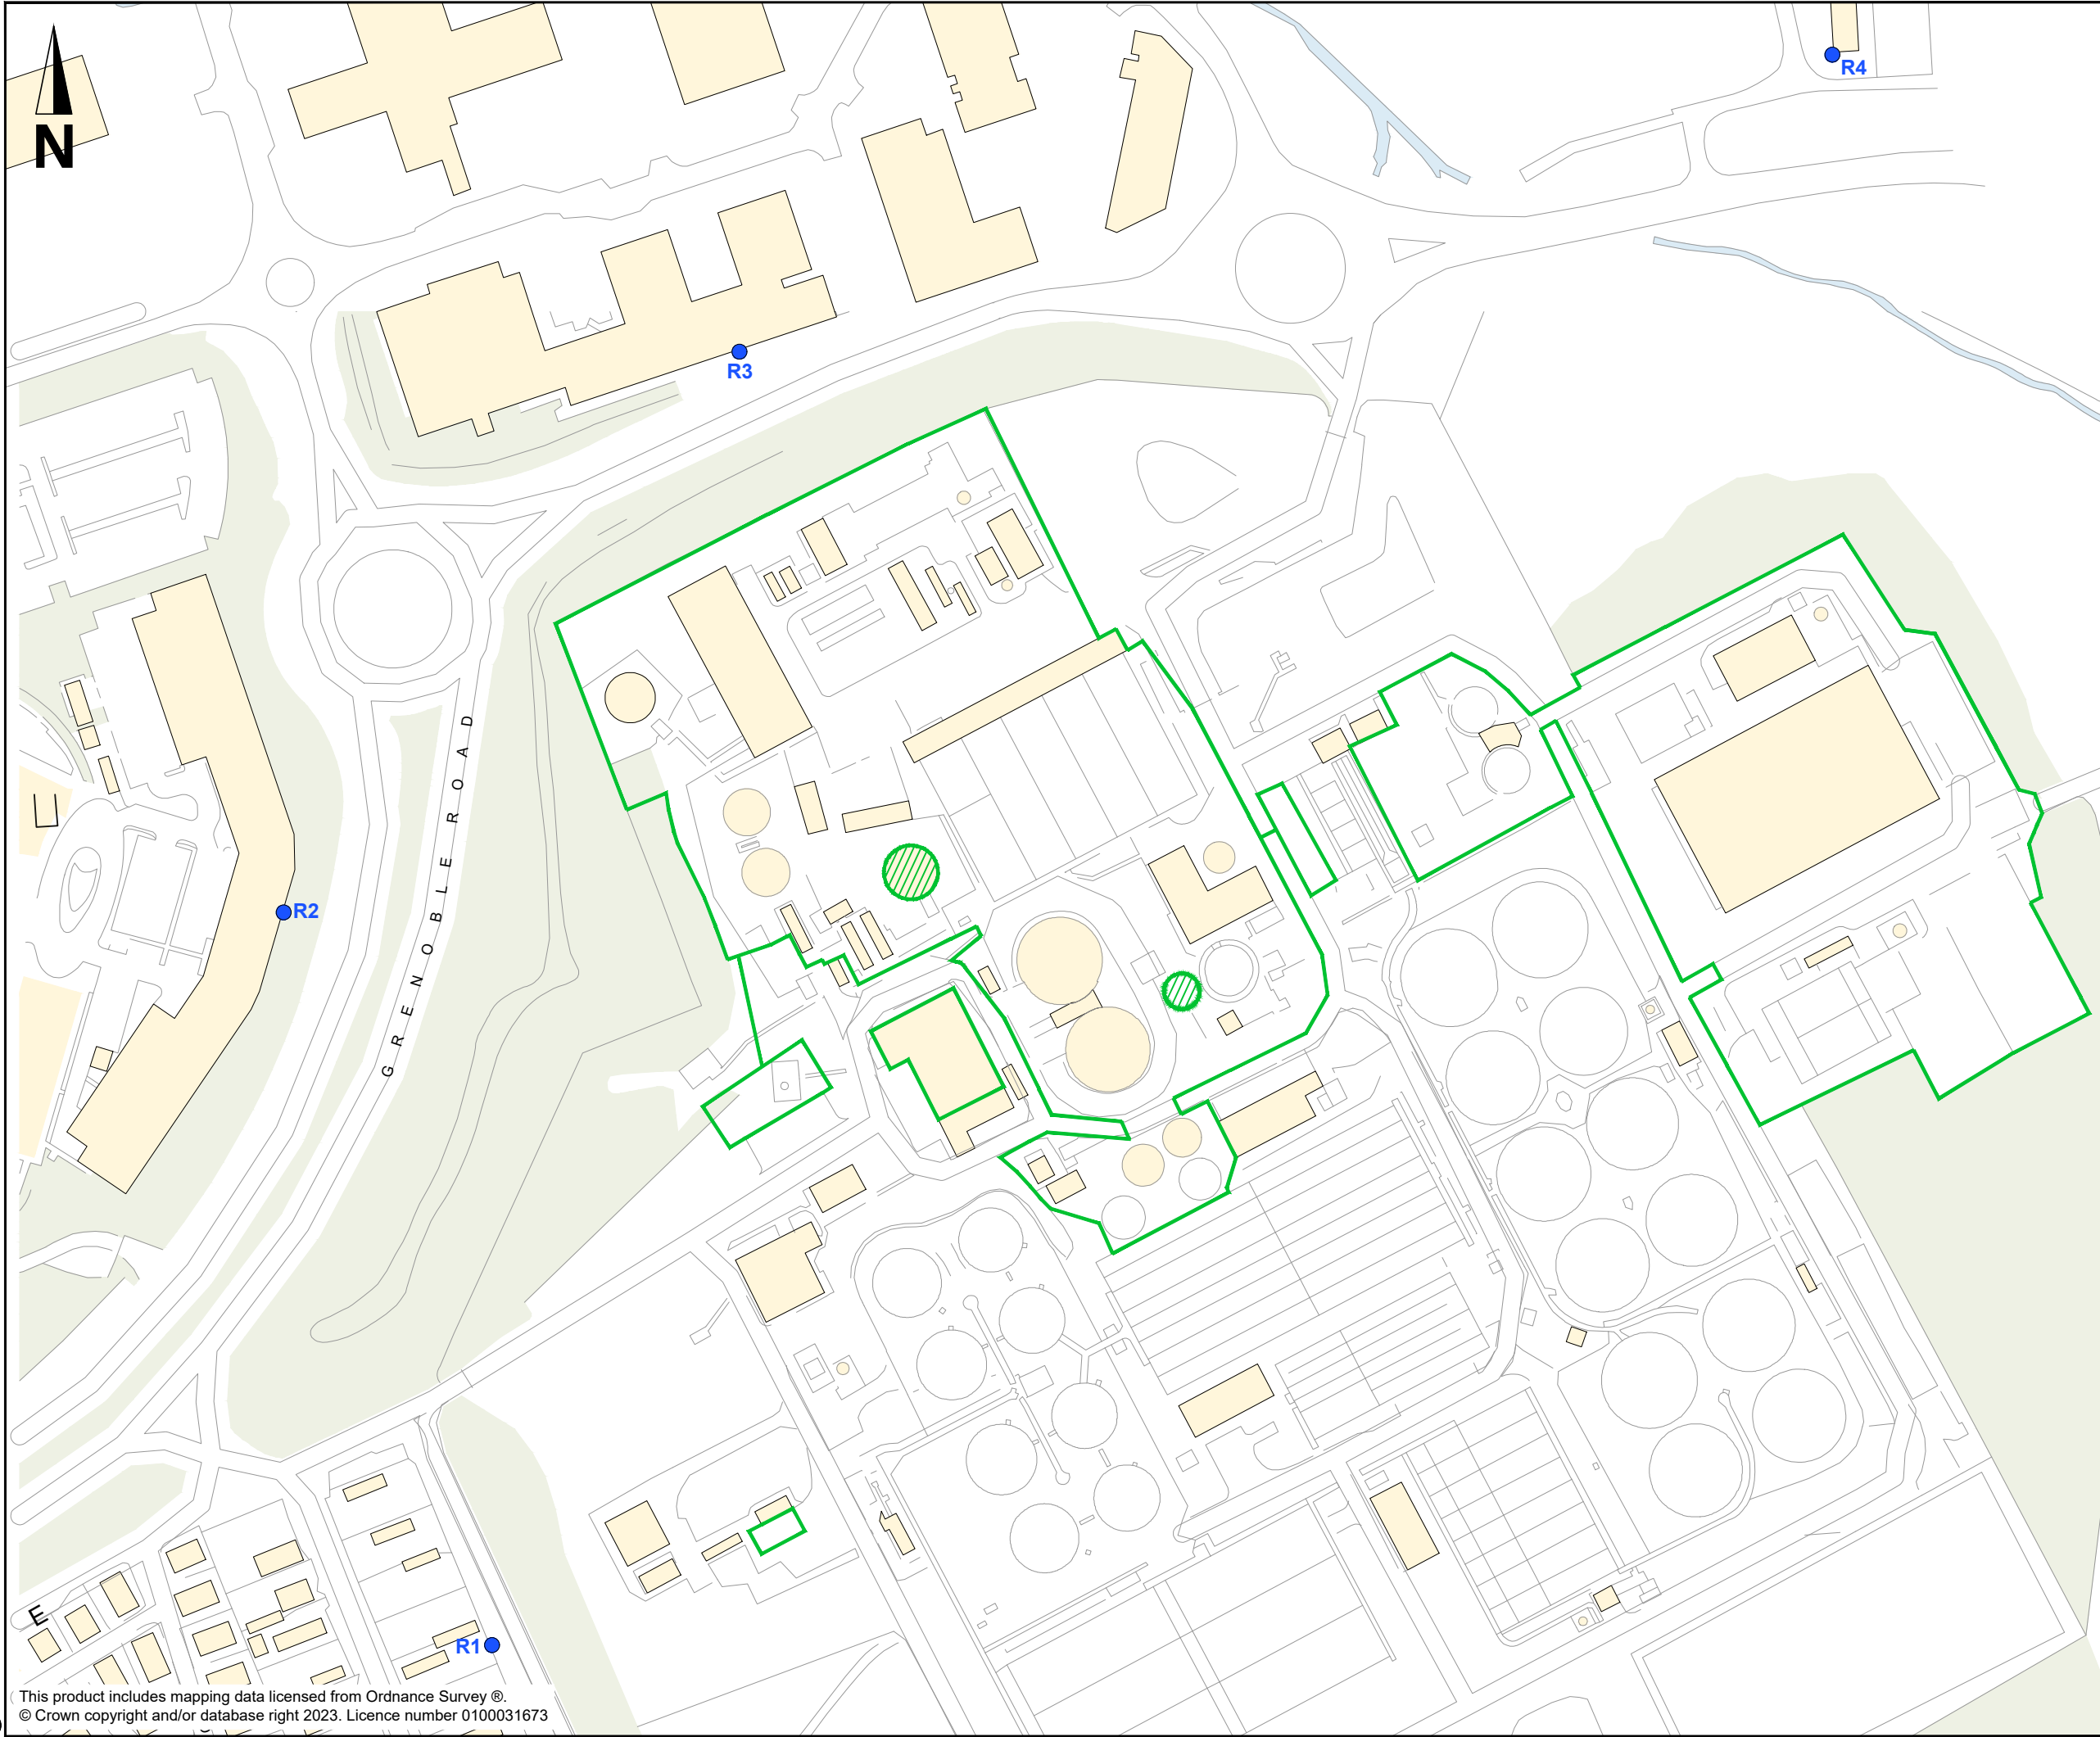 N
R4
R3
R2
GRENOBLE ROAD
E
R1
This product includes mapping data licensed from Ordnance Survey ®.
© Crown copyright and/or database right 2023. Licence number 0100031673